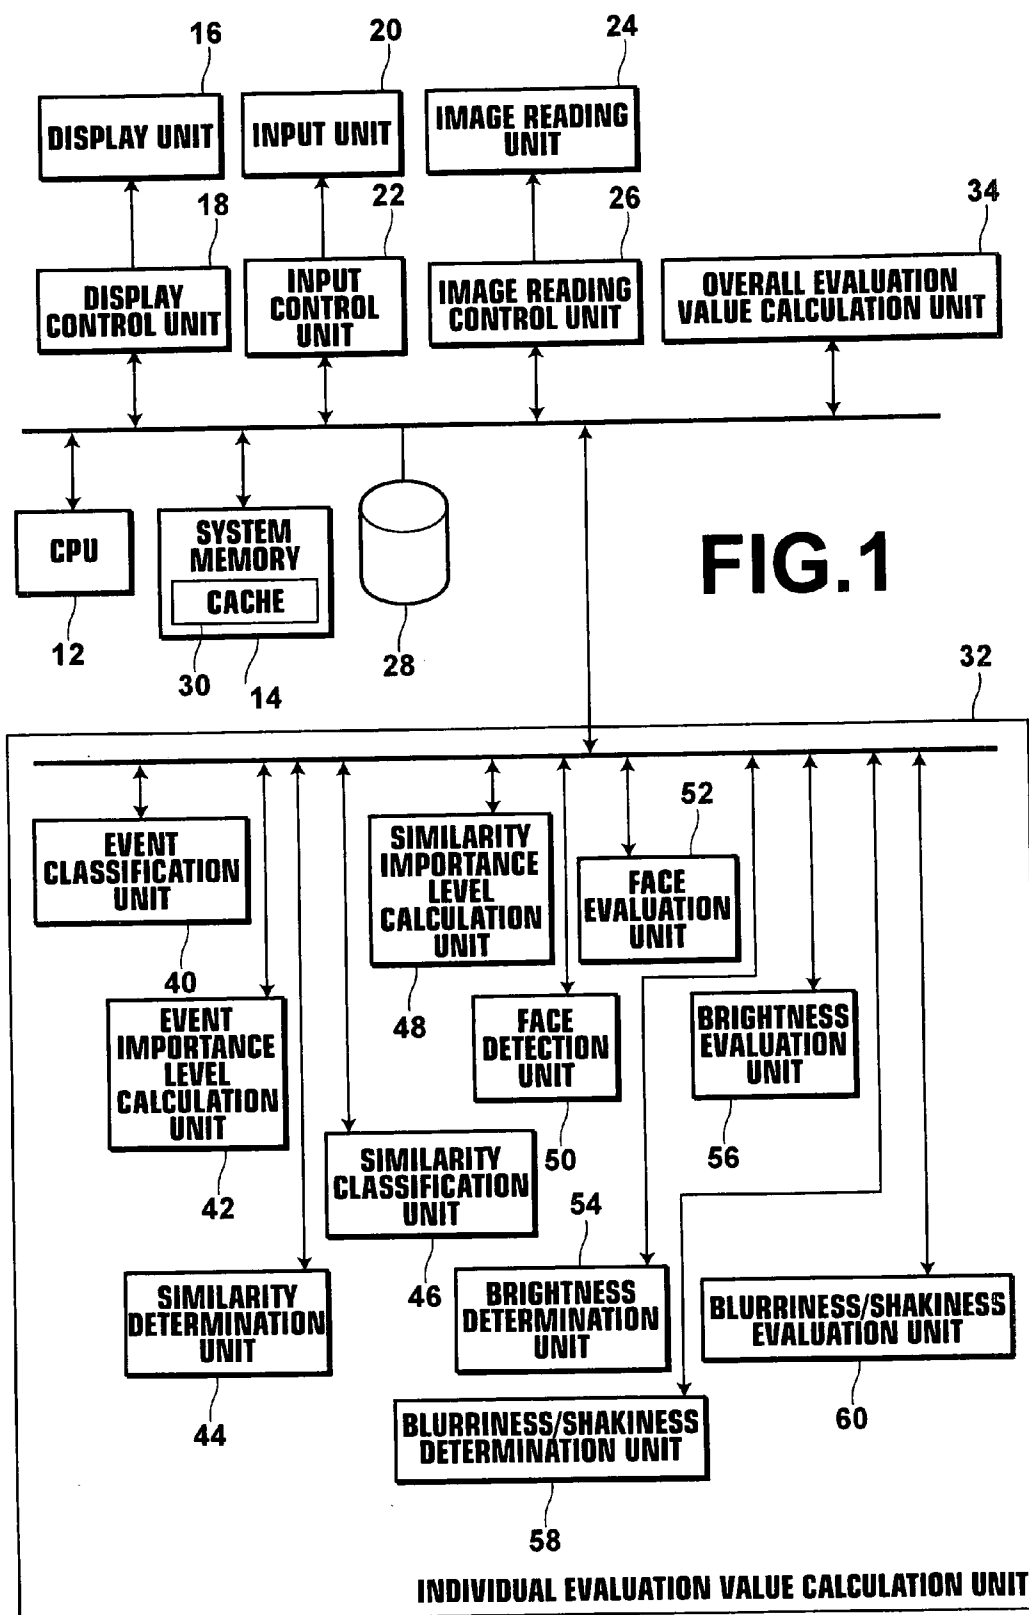 16
20
24
DISPLAY UNIT
INPUT UNIT
IMAGE READING
UNIT
18
22
26
34
DISPLAY
CONTROL UNIT
INPUT
CONTROL
UNIT
IMAGE READING
CONTROL UNIT
OVERALL EVALUATION
VALUE CALCULATION UNIT
CPU
SYSTEM
MEMORY
CACHE
FIG.1
12
30
14
28
32
EVENT
CLASSIFICATION
UNIT
40
SIMILARITY
IMPORTANCE
LEVEL
CALCULATION
UNIT
48
52
FACE
EVALUATION
UNIT
EVENT
IMPORTANCE
LEVEL
CALCULATION
UNIT
42
FACE
DETECTION
UNIT
50
BRIGHTNESS
EVALUATION
UNIT
56
SIMILARITY
CLASSIFICATION
UNIT
46
54
SIMILARITY
DETERMINATION
UNIT
44
BRIGHTNESS
DETERMINATION
UNIT
BLURRINESS/SHAKINESS
EVALUATION UNIT
60
BLURRINESS/SHAKINESS
DETERMINATION UNIT
58
INDIVIDUAL EVALUATION VALUE CALCULATION UNIT